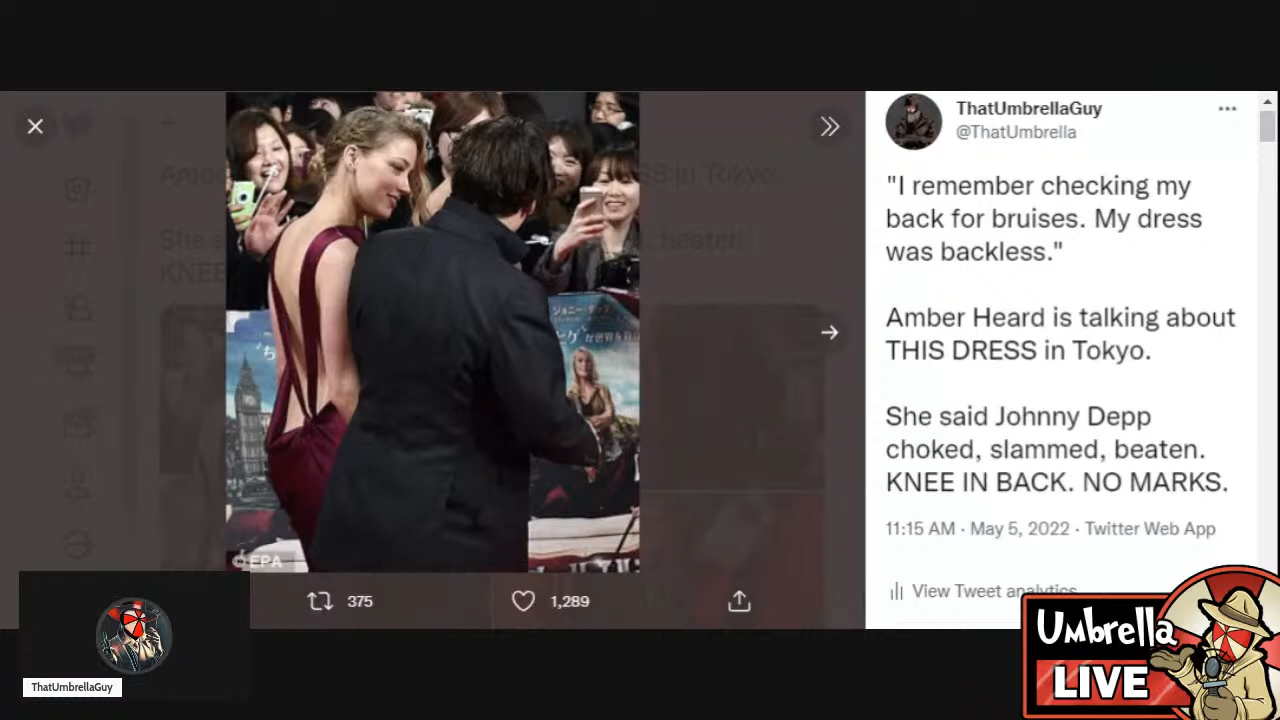 ThatUmbrellaGuy
@ThatUmbrella
"I remember checking my
back for bruises. My dress
was backless."
Amber Heard is talking about
THIS DRESS in Tokyo.
She said Johnny Depp
choked, slammed, beaten.
KNEE IN BACK. NO MARKS.
11:15 AM · May 5, 2022 · Twitter Web App
View Tweet analytics
©EPA
375
1,289
ThatUmbrellaGuy
Umbrella
LIVE